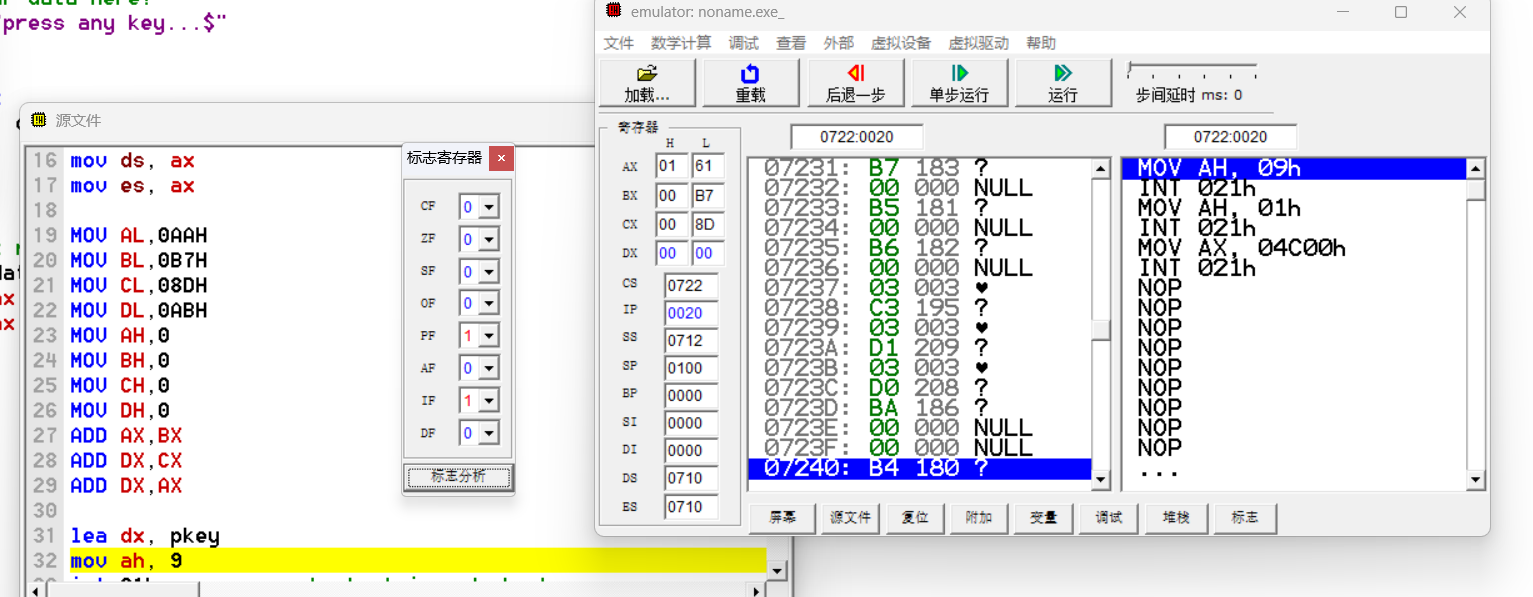 "press any key...$"
源文件
16 mov ds, ax
17 mov es, ax
18
19 MOV AL,0AAH
20 MOV BL,0B7H
21 MOV CL,08DH
22 MOV DL,0ABH
23 MOV AH,0
24 MOV BH,0
25 MOV CH,0
26 MOV DH,0
27 ADD AX,BX
28 ADD DX,CX
29 ADD DX,AX
30
31 lea dx, pkey
32 mov ah, 9
标志寄存器
CF 0
ZF 0
SF 0
OF 0
PF 1
AF 0
IF 1
DF 0
标志分析
emulator: noname.exe_
文件 数学计算 调试 查看 外部 虚拟设备 虚拟驱动 帮助
加载... 重载 后退一步 单步运行 运行 步间延时 ms: 0
寄存器
H L
AX 01 61
BX 00 B7
CX 00 8D
DX 00 00
CS 0722
IP 0020
SS 0712
SP 0100
BP 0000
SI 0000
DI 0000
DS 0710
ES 0710
0722:0020
07231: B7 183 ?
07232: 00 000 NULL
07233: B5 181 ?
07234: 00 000 NULL
07235: B6 182 ?
07236: 00 000 NULL
07237: 03 003 ♥
07238: C3 195 ?
07239: 03 003 ♥
0723A: D1 209 ?
0723B: 03 003 ♥
0723C: D0 208 ?
0723D: BA 186 ?
0723E: 00 000 NULL
0723F: 00 000 NULL
07240: B4 180 ?
0722:0020
MOV AH, 09h
INT 021h
MOV AH, 01h
INT 021h
MOV AX, 04C00h
INT 021h
NOP
NOP
NOP
NOP
NOP
NOP
NOP
NOP
NOP
...
屏幕 源文件 复位 附加 变量 调试 堆栈 标志